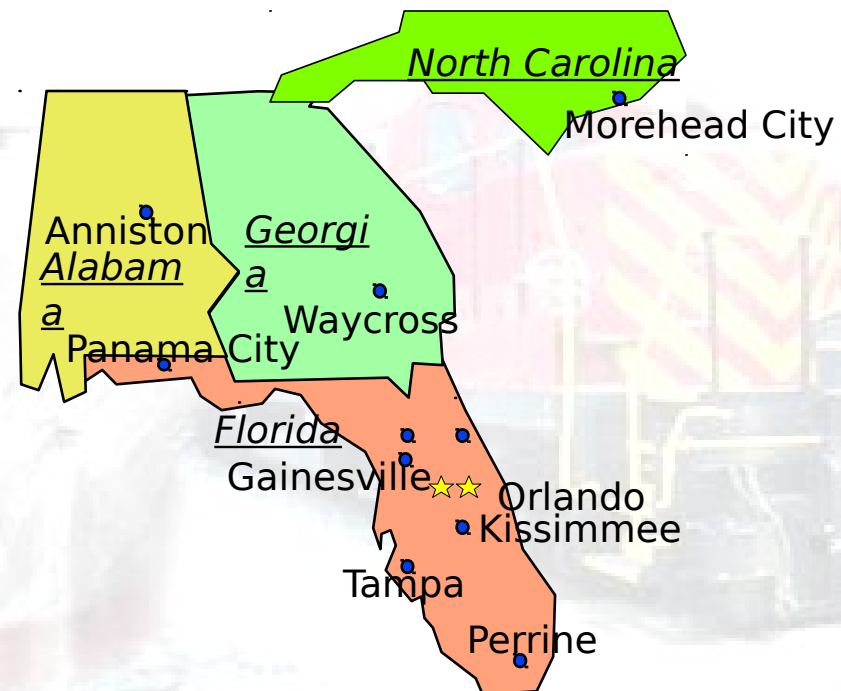 North Carolina
Morehead City
Anniston
Georgi
a
Alabam
a
Waycross
Panama City
Florida
Gainesville
Orlando
Kissimmee
Tampa
Perrine